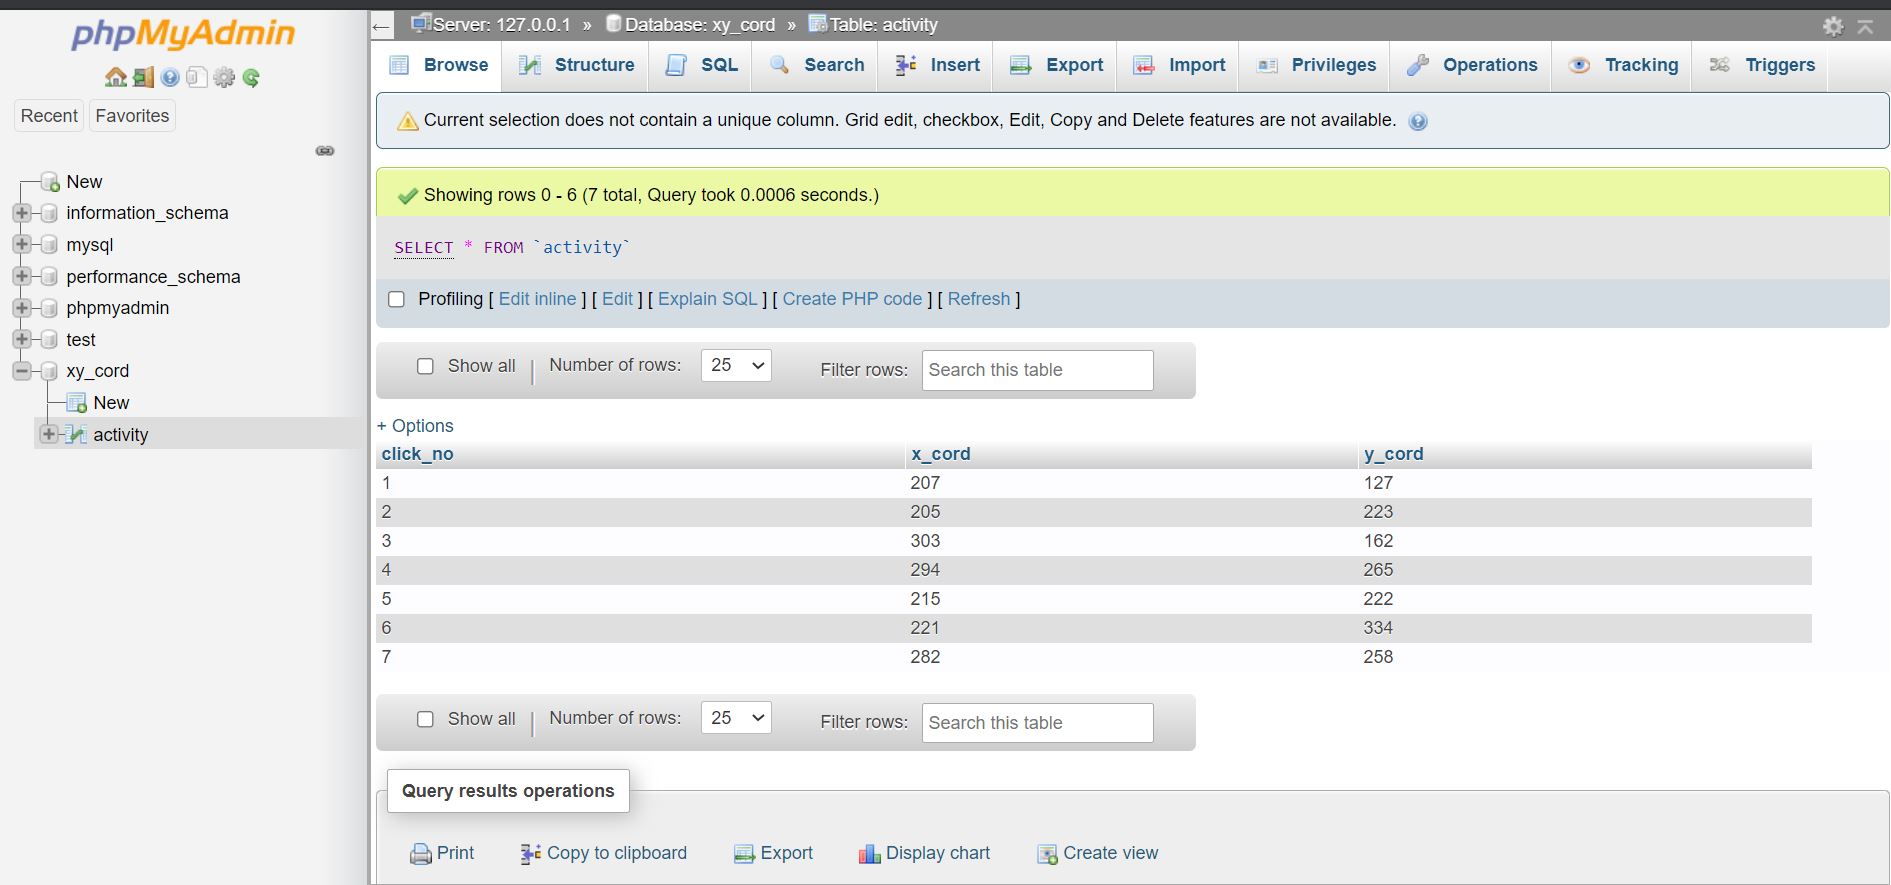 phpMyAdmin
Recent Favorites
New
information_schema
mysql
performance_schema
phpmyadmin
test
xy_cord
New
activity
← Server: 127.0.0.1 » Database: xy_cord » Table: activity
Browse Structure SQL Search Insert Export Import Privileges Operations Tracking Triggers
Current selection does not contain a unique column. Grid edit, checkbox, Edit, Copy and Delete features are not available.
Showing rows 0 - 6 (7 total, Query took 0.0006 seconds.)
SELECT * FROM `activity`
Profiling [ Edit inline ] [ Edit ] [ Explain SQL ] [ Create PHP code ] [ Refresh ]
Show all | Number of rows: 25 Filter rows: Search this table
+ Options
click_no x_cord y_cord
1 207 127
2 205 223
3 303 162
4 294 265
5 215 222
6 221 334
7 282 258
Show all | Number of rows: 25 Filter rows: Search this table
Query results operations
Print Copy to clipboard Export Display chart Create view